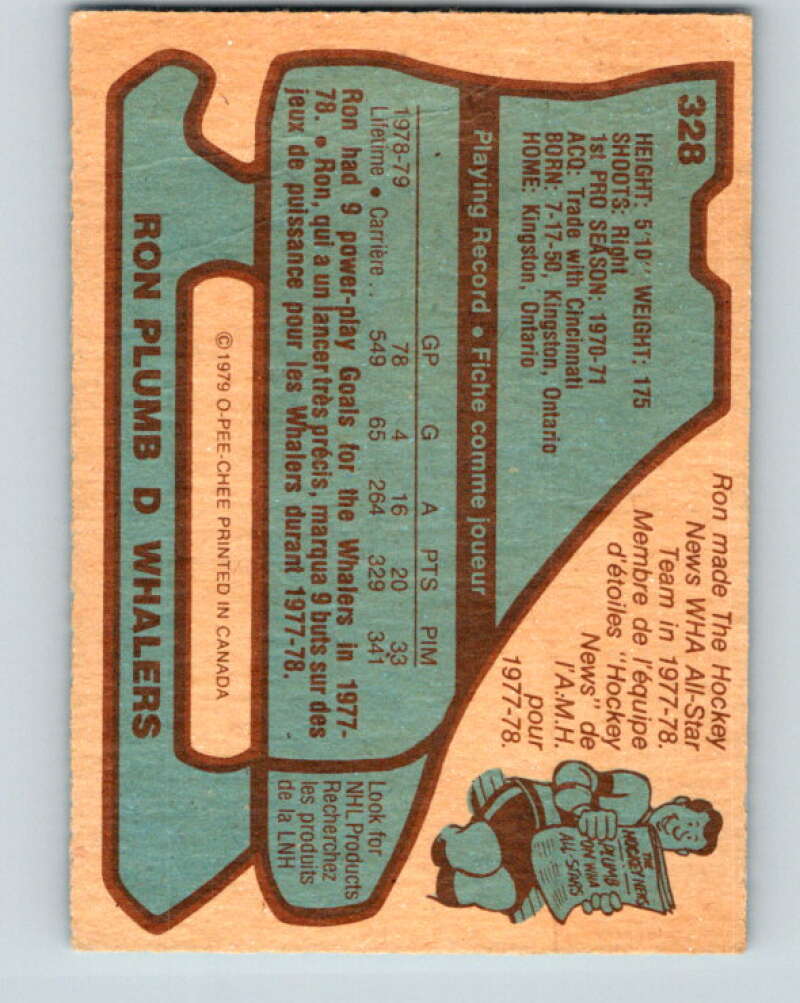 328
HEIGHT: 5'10" WEIGHT: 175
SHOOTS: Right
1st PRO SEASON: 1970-71
ACQ: Trade with Cincinnati
BORN: 7-17-50, Kingston, Ontario
HOME: Kingston, Ontario
Ron made The Hockey
News WHA All-Star
Team in 1977-78.
Membre de l'équipe
d'étoiles "Hockey
News" de
l'A.M.H.
pour
1977-78.
THE
HOCKEY NEWS
PLUMB
ON WHA
ALL-STARS
Playing Record • Fiche comme joueur
GP G A PTS PIM
1978-79 78 4 16 20 33
Lifetime • Carrière .. 549 65 264 329 341
Ron had 9 power-play Goals for the Whalers in 1977-
78. • Ron, qui a un lancer très précis, marqua 9 buts sur des
jeux de puissance pour les Whalers durant 1977-78.
Look for
NHL Products
Recherchez
les produits
de la LNH
©1979 O-PEE-CHEE PRINTED IN CANADA
RON PLUMB D WHALERS